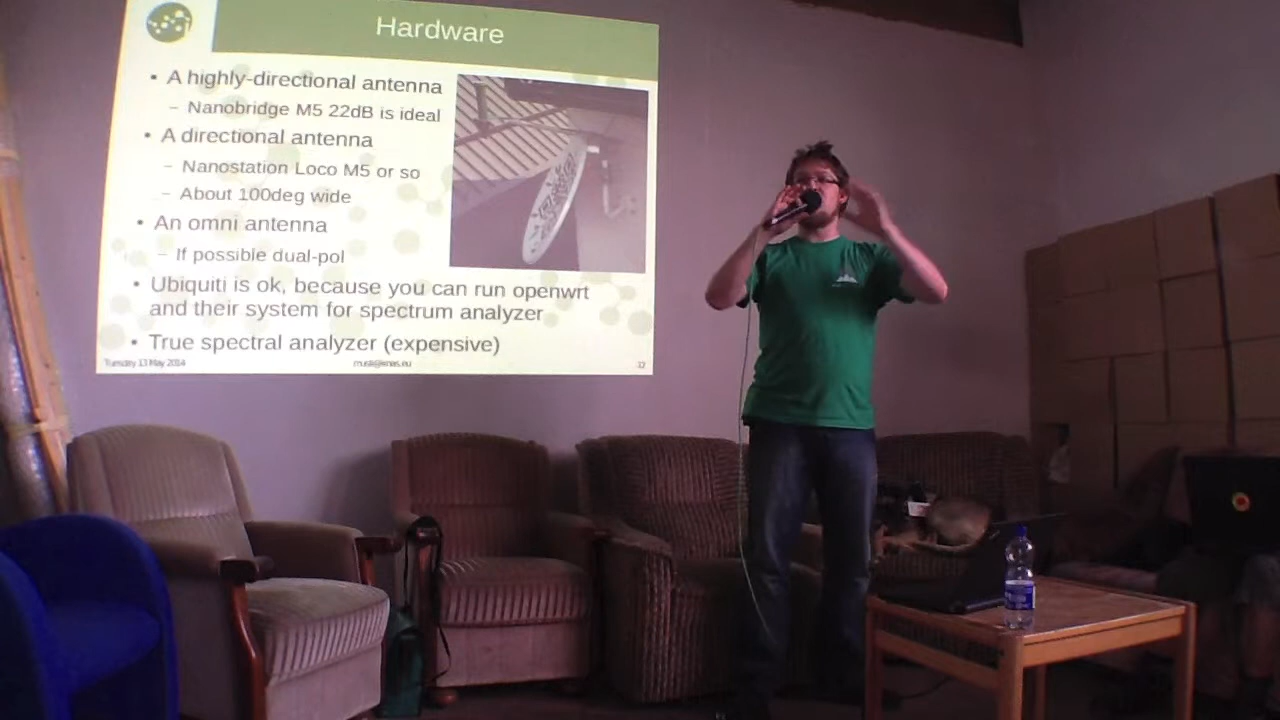 Hardware
• A highly-directional antenna
– Nanobridge M5 22dB is ideal
• A directional antenna
– Nanostation Loco M5 or so
– About 100deg wide
• An omni antenna
– If possible dual-pol
• Ubiquiti is ok, because you can run openwrt
and their system for spectrum analyzer
• True spectral analyzer (expensive)
Tuesday 13 May 2014